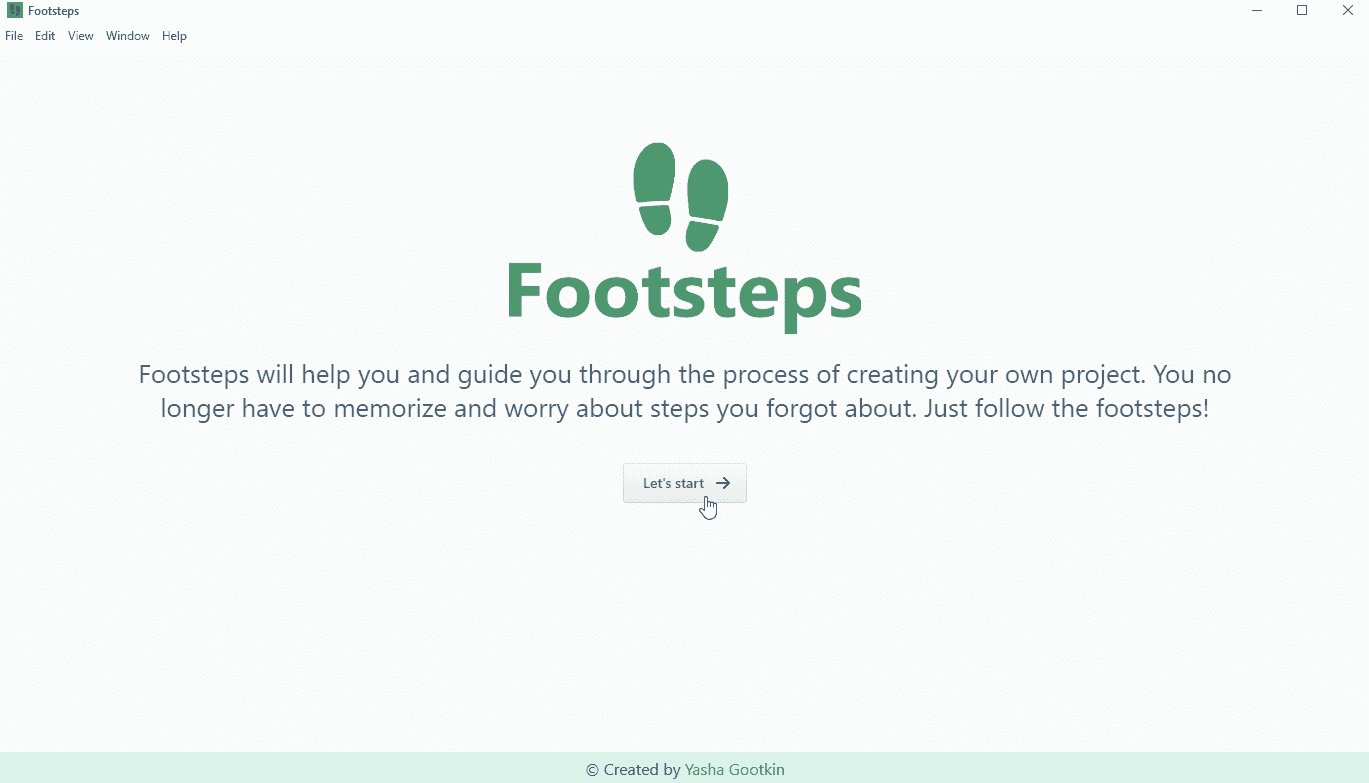 Footsteps
File Edit View Window Help
Footsteps
Footsteps will help you and guide you through the process of creating your own project. You no
longer have to memorize and worry about steps you forgot about. Just follow the footsteps!
Let's start
© Created by Yasha Gootkin